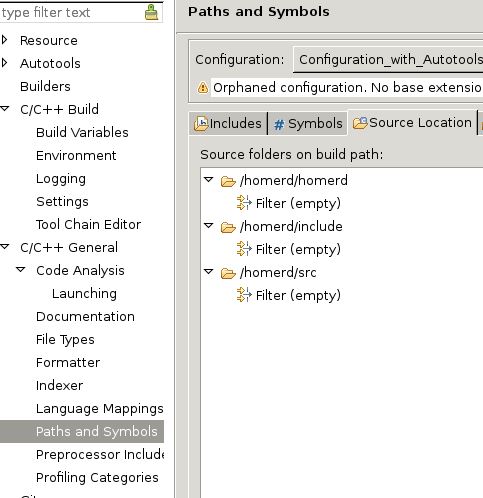 type filter text
Resource
Autotools
Builders
C/C++ Build
Build Variables
Environment
Logging
Settings
Tool Chain Editor
C/C++ General
Code Analysis
Launching
Documentation
File Types
Formatter
Indexer
Language Mappings
Paths and Symbols
Preprocessor Include
Profiling Categories
Paths and Symbols
Configuration: Configuration_with_Autotools
Orphaned configuration. No base extensio
Includes # Symbols Source Location
Source folders on build path:
/homerd/homerd
Filter (empty)
/homerd/include
Filter (empty)
/homerd/src
Filter (empty)